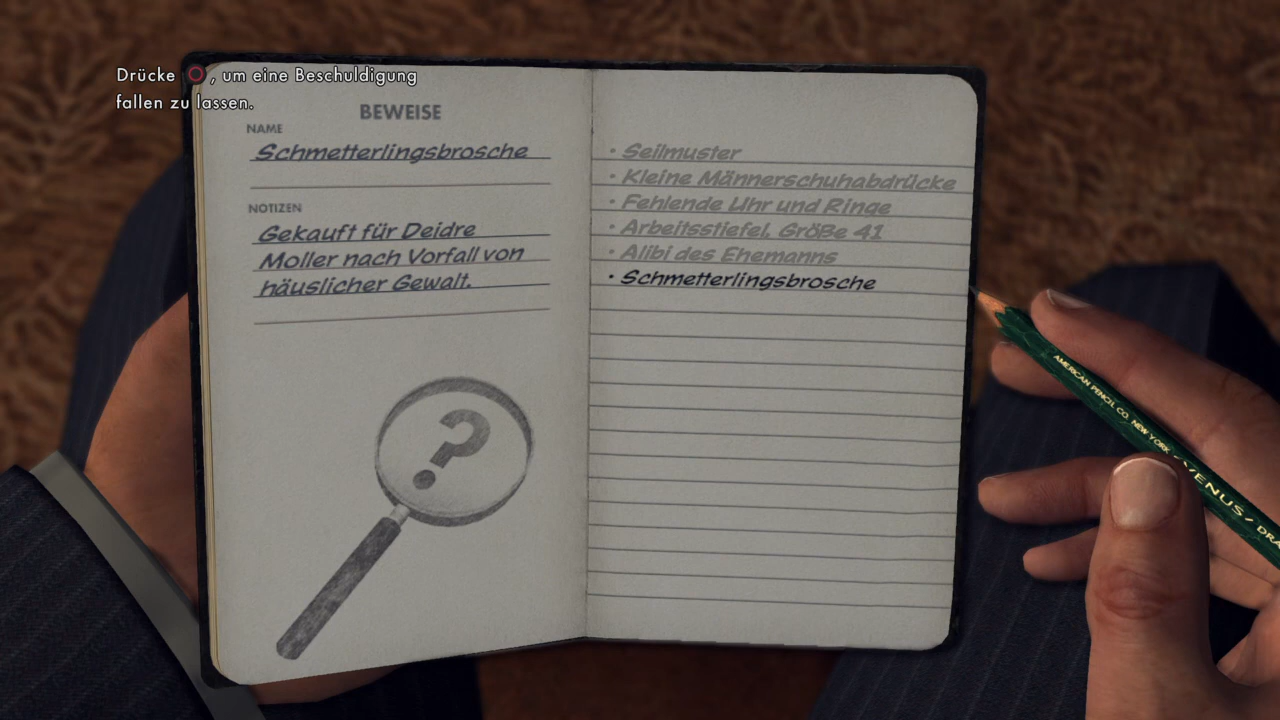 Drücke , um eine Beschuldigung
fallen zu lassen.
BEWEISE
NAME
Schmetterlingsbrosche
NOTIZEN
Gekauft für Deidre
Moller nach Vorfall von
häuslicher Gewalt.
?
• Seilmuster
• Kleine Männerschuhabdrücke
• Fehlende Uhr und Ringe
• Arbeitsstiefel, Größe 41
• Alibi des Ehemanns
• Schmetterlingsbrosche
AMERICAN PENCIL CO. NEW YORK
VENUS / DRA